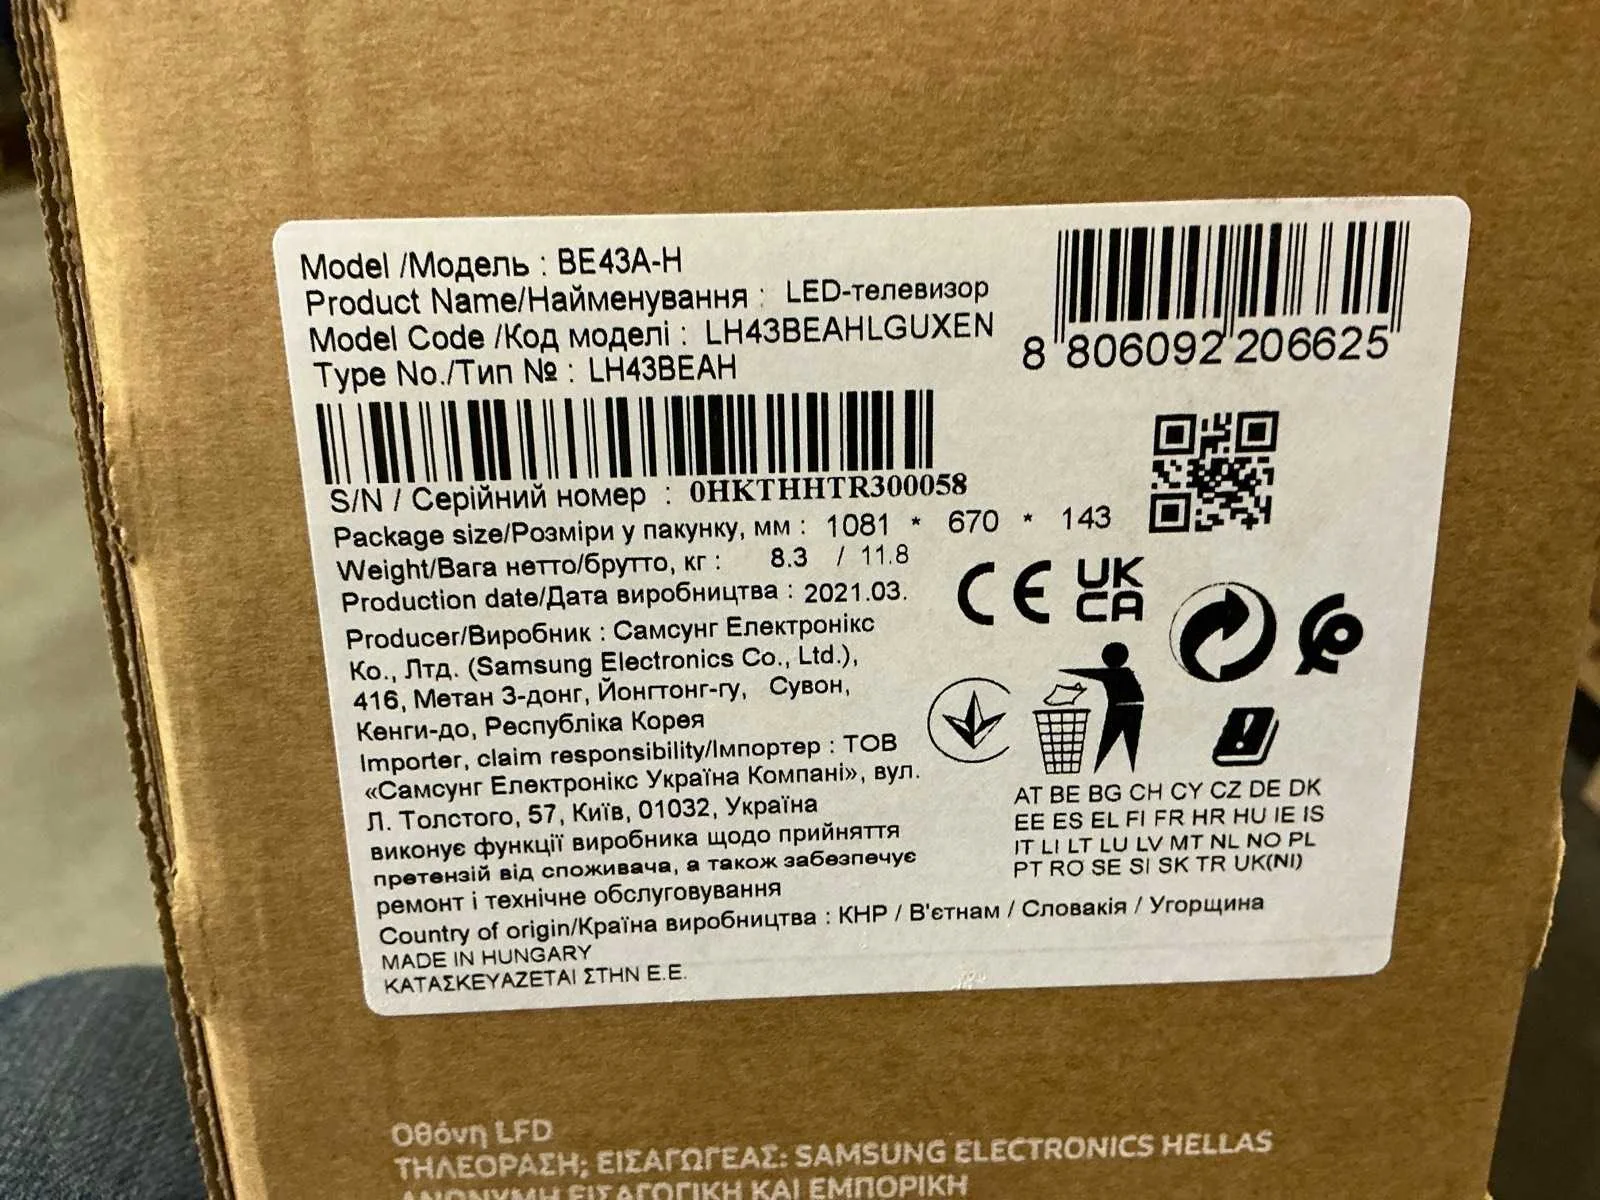 Model /Модель : BE43A-H
Product Name/Найменування : LED-телевизор
Model Code /Код моделі : LH43BEAHLGUXEN
Type No./Тип № : LH43BEAH
8 806092 206625
S/N / Серійний номер : 0HKTHHTR300058
Package size/Розміри у пакунку, мм : 1081 * 670 * 143
Weight/Вага нетто/брутто, кг : 8.3 / 11.8
Production date/Дата виробництва : 2021.03.
CE UK CA
Producer/Виробник : Самсунг Електронікс
Ко., Лтд. (Samsung Electronics Co., Ltd.),
416, Метан 3-донг, Йонгтонг-гу, Сувон,
Кенги-до, Республіка Корея
Importer, claim responsibility/Імпортер : ТОВ
«Самсунг Електронікс Україна Компані», вул.
Л. Толстого, 57, Київ, 01032, Україна
виконує функції виробника щодо прийняття
претензій від споживача, а також забезпечує
ремонт і технічне обслуговування
AT BE BG CH CY CZ DE DK
EE ES EL FI FR HR HU IE IS
IT LI LT LU LV MT NL NO PL
PT RO SE SI SK TR UK(NI)
Country of origin/Країна виробництва : КНР / В'єтнам / Словакія / Угорщина
MADE IN HUNGARY
ΚΑΤΑΣΚΕΥΑΖΕΤΑΙ ΣΤΗΝ Ε.Ε.
Οθόνη LFD
ΤΗΛΕΟΡΑΣΗ; ΕΙΣΑΓΩΓΕΑΣ: SAMSUNG ELECTRONICS HELLAS
ΑΝΩΝΥΜΗ ΕΙΣΑΓΩΓΙΚΗ ΚΑΙ ΕΜΠΟΡΙΚΗ